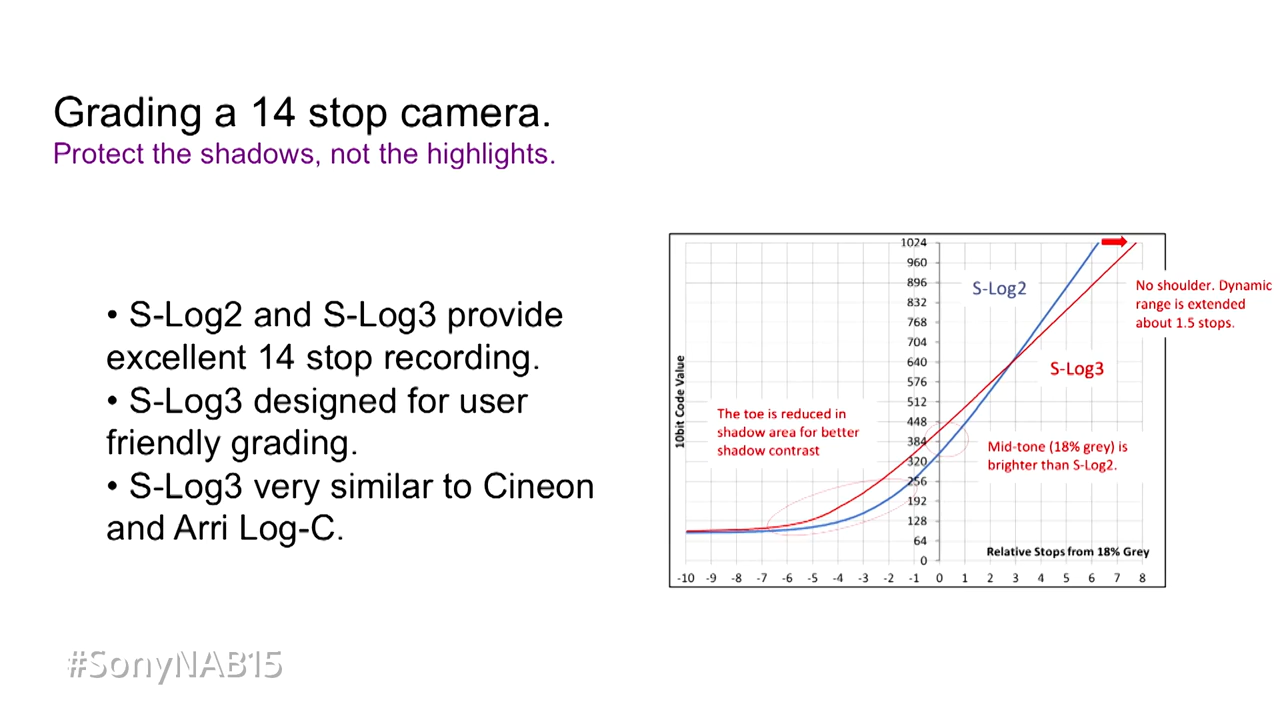 Grading a 14 stop camera.
Protect the shadows, not the highlights.
• S-Log2 and S-Log3 provide
excellent 14 stop recording.
• S-Log3 designed for user
friendly grading.
• S-Log3 very similar to Cineon
and Arri Log-C.
10bit Code Value
1024
960
896
832
768
704
640
576
512
448
384
320
256
192
128
64
0
S-Log2
No shoulder. Dynamic
range is extended
about 1.5 stops.
S-Log3
The toe is reduced in
shadow area for better
shadow contrast
Mid-tone (18% grey) is
brighter than S-Log2.
Relative Stops from 18% Grey
-10 -9 -8 -7 -6 -5 -4 -3 -2 -1 0 1 2 3 4 5 6 7 8
#SonyNAB15